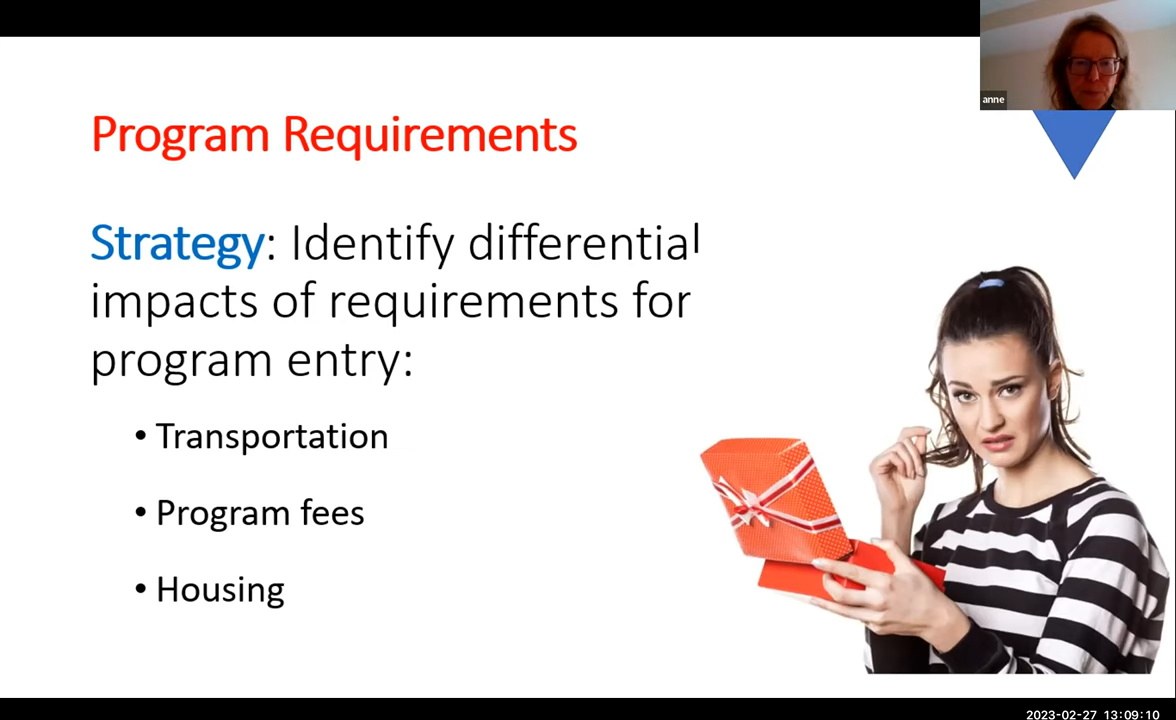 anne
Program Requirements
Strategy: Identify differential
impacts of requirements for
program entry:
• Transportation
• Program fees
• Housing
2023-02-27 13:09:10